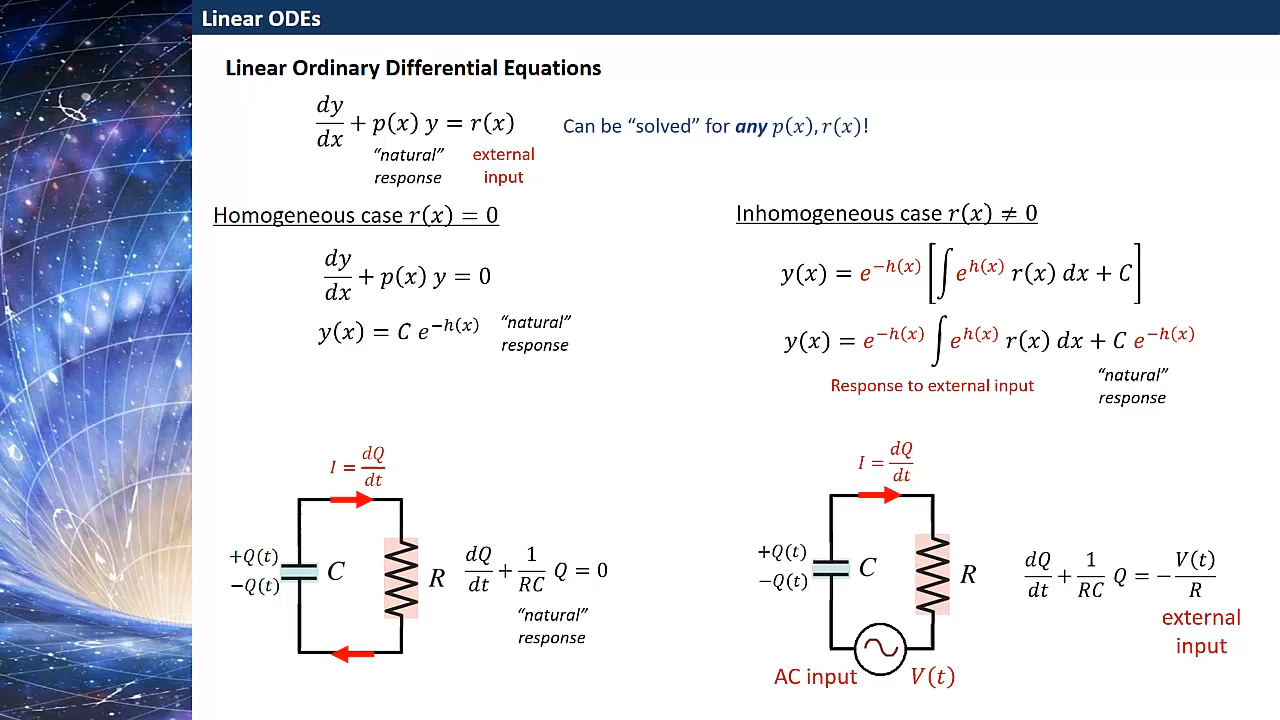 Linear ODEs
Linear Ordinary Differential Equations
dy/dx + p(x) y = r(x)
Can be “solved” for any p(x), r(x)!
“natural”
response
external
input
Homogeneous case r(x) = 0
dy/dx + p(x) y = 0
y(x) = C e^{−h(x)}
“natural”
response
Inhomogeneous case r(x) ≠ 0
y(x) = e^{−h(x)} [∫ e^{h(x)} r(x) dx + C]
y(x) = e^{−h(x)} ∫ e^{h(x)} r(x) dx + C e^{−h(x)}
Response to external input
“natural”
response
I = dQ/dt
+Q(t)
−Q(t)
C
R
dQ/dt + 1/RC Q = 0
“natural”
response
I = dQ/dt
+Q(t)
−Q(t)
C
R
dQ/dt + 1/RC Q = − V(t)/R
external
input
AC input
V(t)